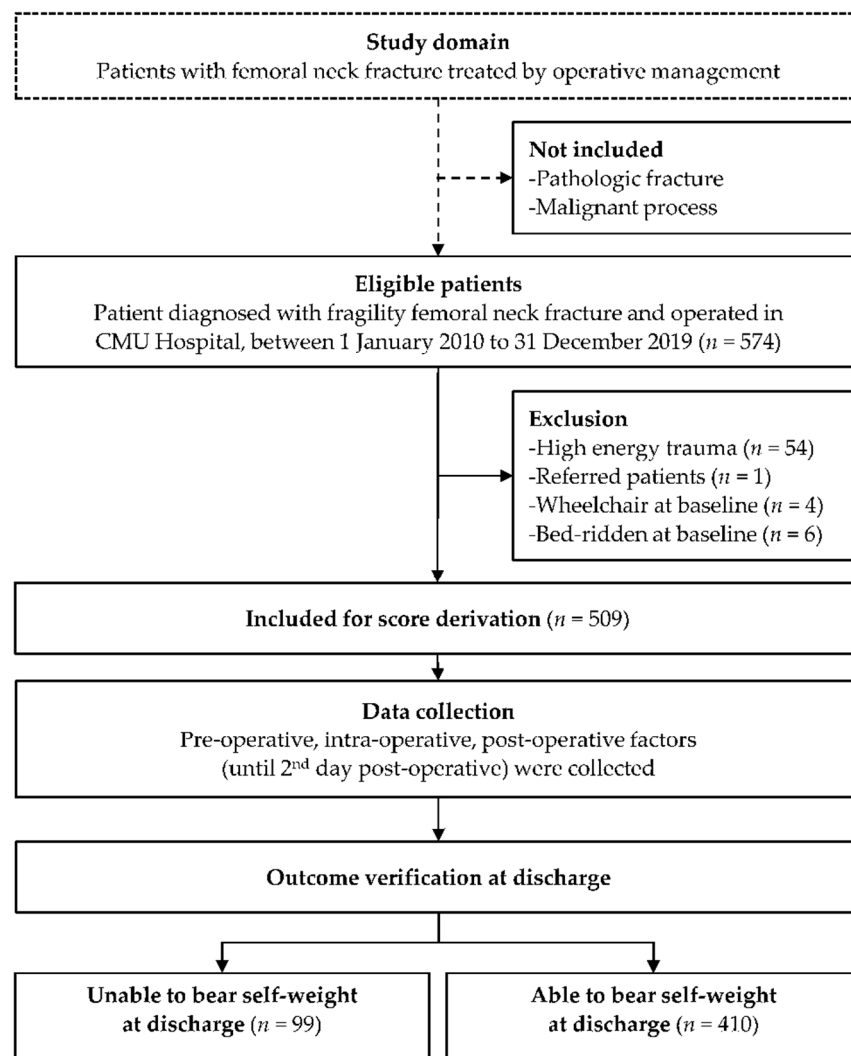 Study domain
Patients with femoral neck fracture treated by operative management
Not included
-Pathologic fracture
-Malignant process
Eligible patients
Patient diagnosed with fragility femoral neck fracture and operated in
CMU Hospital, between 1 January 2010 to 31 December 2019 (n = 574)
Exclusion
-High energy trauma (n = 54)
-Referred patients (n = 1)
-Wheelchair at baseline (n = 4)
-Bed-ridden at baseline (n = 6)
Included for score derivation (n = 509)
Data collection
Pre-operative, intra-operative, post-operative factors
(until 2nd day post-operative) were collected
Outcome verification at discharge
Unable to bear self-weight
at discharge (n = 99)
Able to bear self-weight
at discharge (n = 410)